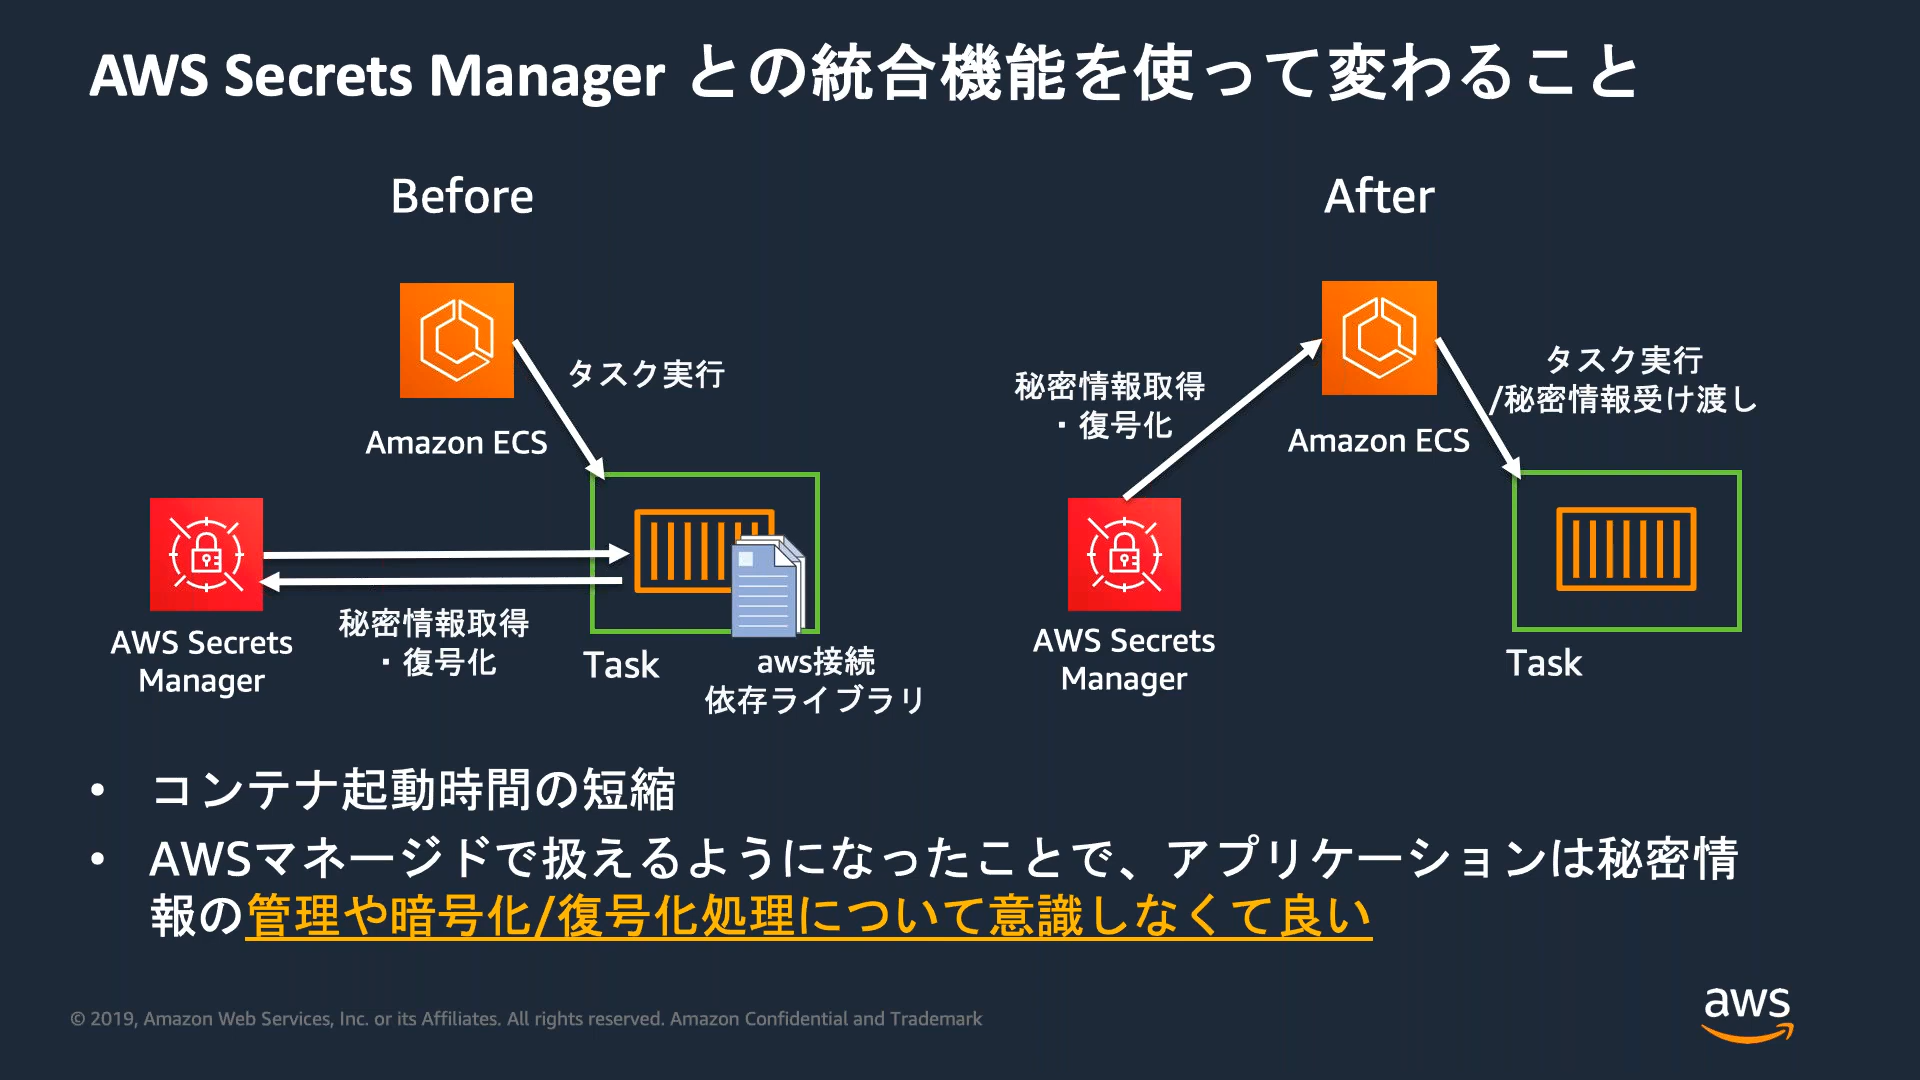 AWS Secrets Manager との統合機能を使って変わること
Before
タスク実行
Amazon ECS
AWS Secrets
Manager
秘密情報取得
・復号化
Task
aws接続
依存ライブラリ
After
秘密情報取得
・復号化
タスク実行
/秘密情報受け渡し
Amazon ECS
AWS Secrets
Manager
Task
• コンテナ起動時間の短縮
• AWSマネージドで扱えるようになったことで、アプリケーションは秘密情
報の管理や暗号化/復号化処理について意識しなくて良い
© 2019, Amazon Web Services, Inc. or its Affiliates. All rights reserved. Amazon Confidential and Trademark
aws